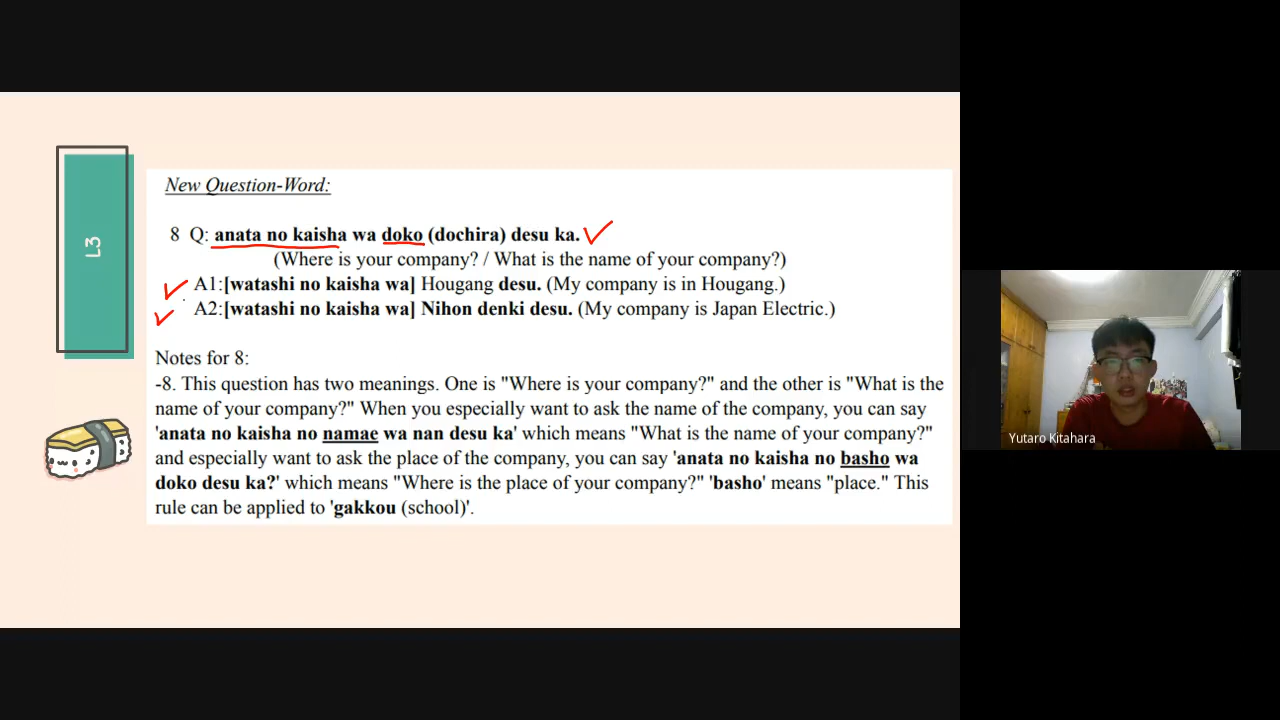 L3
New Question-Word:
8 Q: anata no kaisha wa doko (dochira) desu ka.
(Where is your company? / What is the name of your company?)
A1:[watashi no kaisha wa] Hougang desu. (My company is in Hougang.)
A2:[watashi no kaisha wa] Nihon denki desu. (My company is Japan Electric.)
Notes for 8:
-8. This question has two meanings. One is "Where is your company?" and the other is "What is the
name of your company?" When you especially want to ask the name of the company, you can say
'anata no kaisha no namae wa nan desu ka' which means "What is the name of your company?"
and especially want to ask the place of the company, you can say 'anata no kaisha no basho wa
doko desu ka?' which means "Where is the place of your company?" 'basho' means "place." This
rule can be applied to 'gakkou (school)'.
Yutaro Kitahara